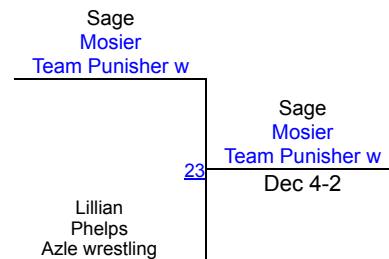 Sage
Mosier
Team Punisher w
Sage
Mosier
Team Punisher w
23
Dec 4-2
Lillian
Phelps
Azle wrestling